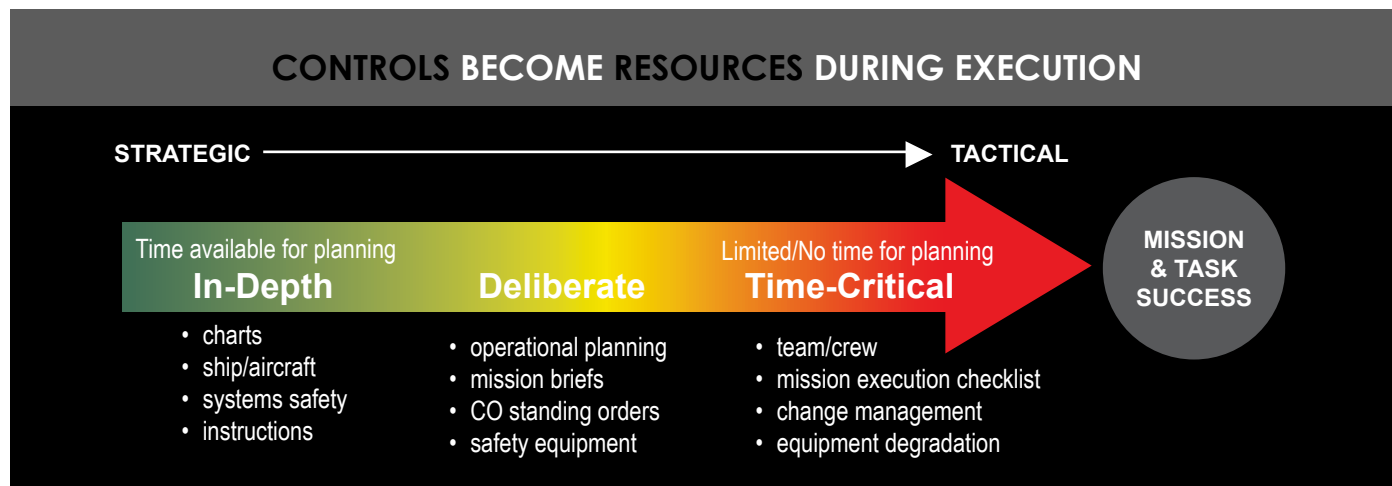 CONTROLS BECOME RESOURCES DURING EXECUTION
STRATEGIC
TACTICAL
Time available for planning
In-Depth
• charts
• ship/aircraft
• systems safety
• instructions
Deliberate
• operational planning
• mission briefs
• CO standing orders
• safety equipment
Limited/No time for planning
Time-Critical
• team/crew
• mission execution checklist
• change management
• equipment degradation
MISSION
& TASK
SUCCESS